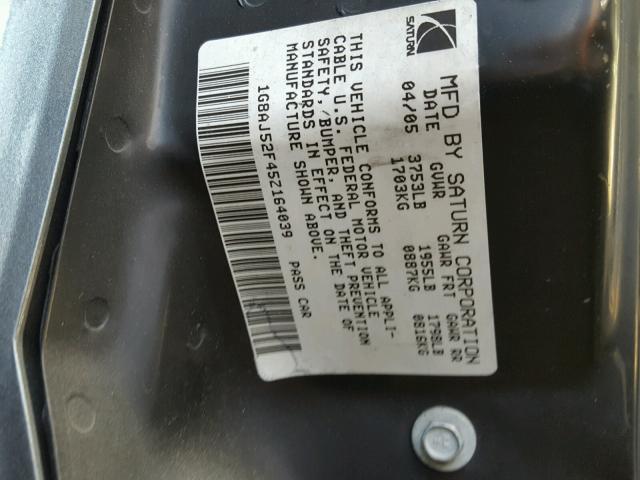 SATURN
MFD BY SATURN CORPORATION
DATE GVWR GAWR FRT GAWR RR
04/05 3753LB 1955LB 1798LB
1703KG 0887KG 0816KG
THIS VEHICLE CONFORMS TO ALL APPLI-
CABLE U.S. FEDERAL MOTOR VEHICLE
SAFETY,/BUMPER, AND THEFT PREVENTION
STANDARDS IN EFFECT ON THE DATE OF
MANUFACTURE SHOWN ABOVE.
1G8AJ52F45Z164039 PASS CAR